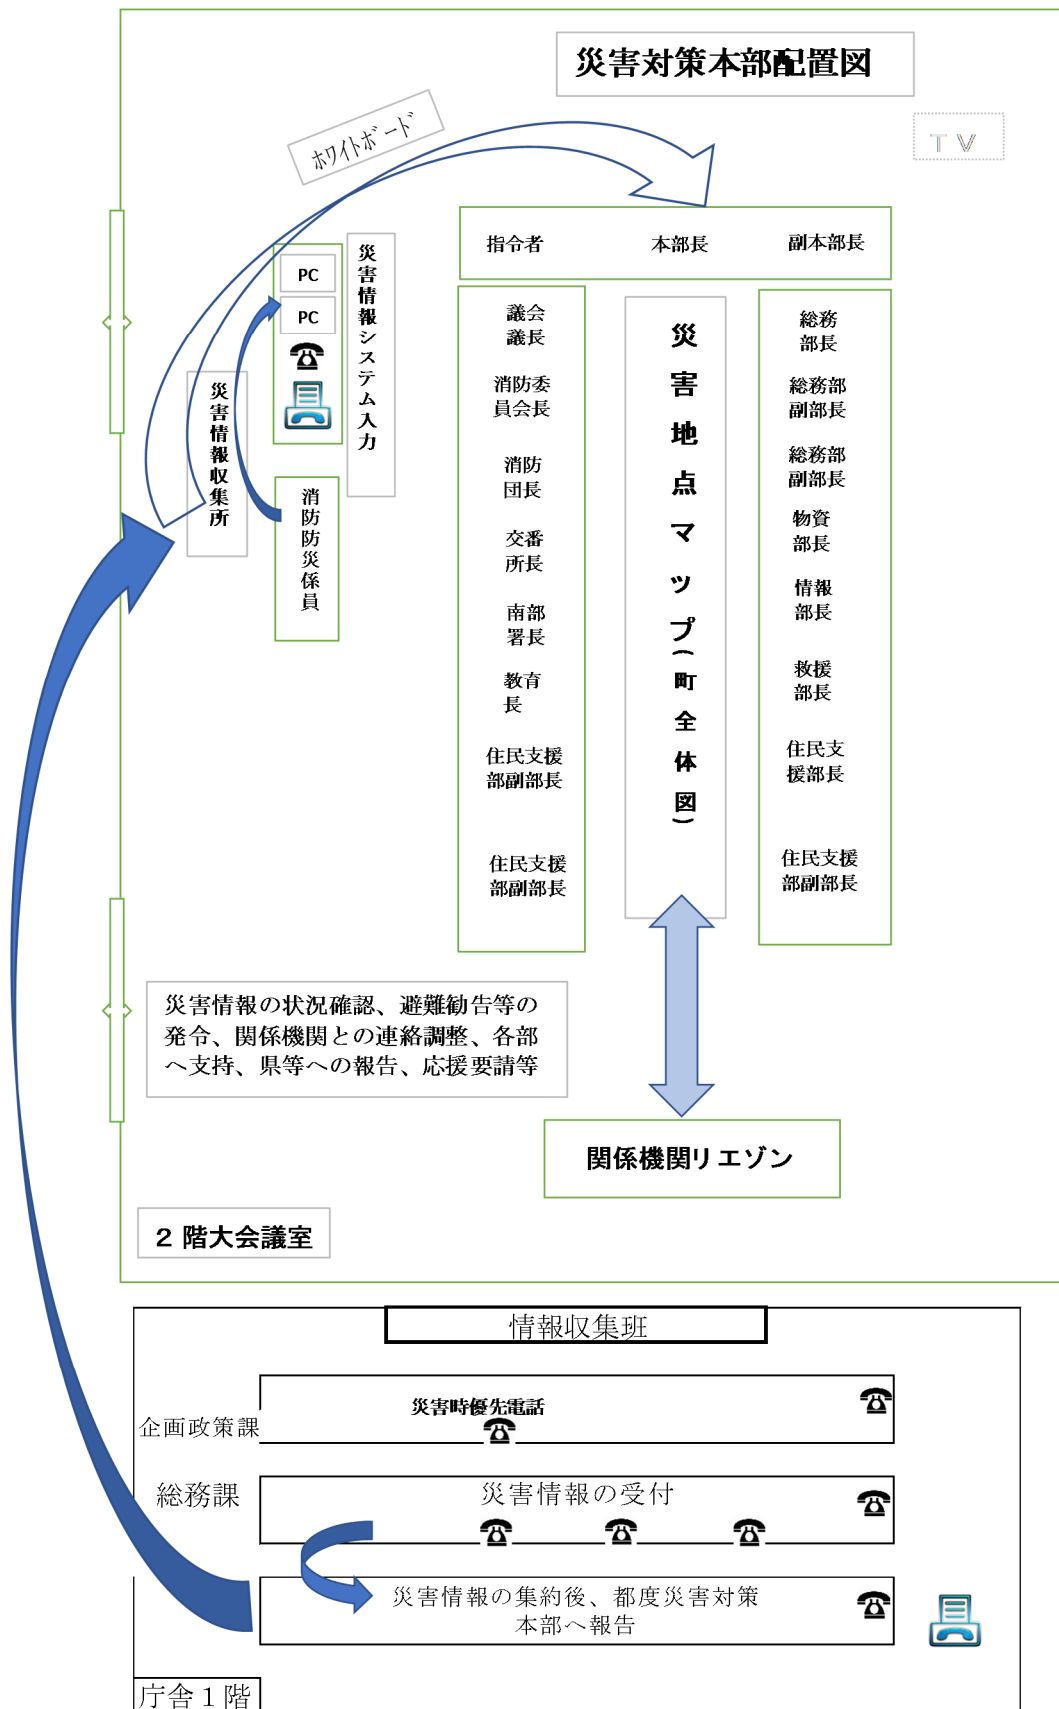 災害対策本部配置図
ホワイトボード
TV
指令者
本部長
副本部長
PC
PC
災害情報システム入力
災害情報収集所
消防防災係員
議会
議長
消防委
員会長
消防
団長
交番
所長
南部
署長
教育
長
住民支援
部副部長
住民支援
部副部長
災害地点マップ(町全体図)
総務
部長
総務部
副部長
総務部
副部長
物資
部長
情報
部長
救援
部長
住民支
援部長
住民支援
部副部長
災害情報の状況確認、避難勧告等の
発令、関係機関との連絡調整、各部
へ支持、県等への報告、応援要請等
関係機関リエゾン
2 階大会議室
情報収集班
企画政策課
災害時優先電話
総務課
災害情報の受付
災害情報の集約後、都度災害対策
本部へ報告
庁舎1階